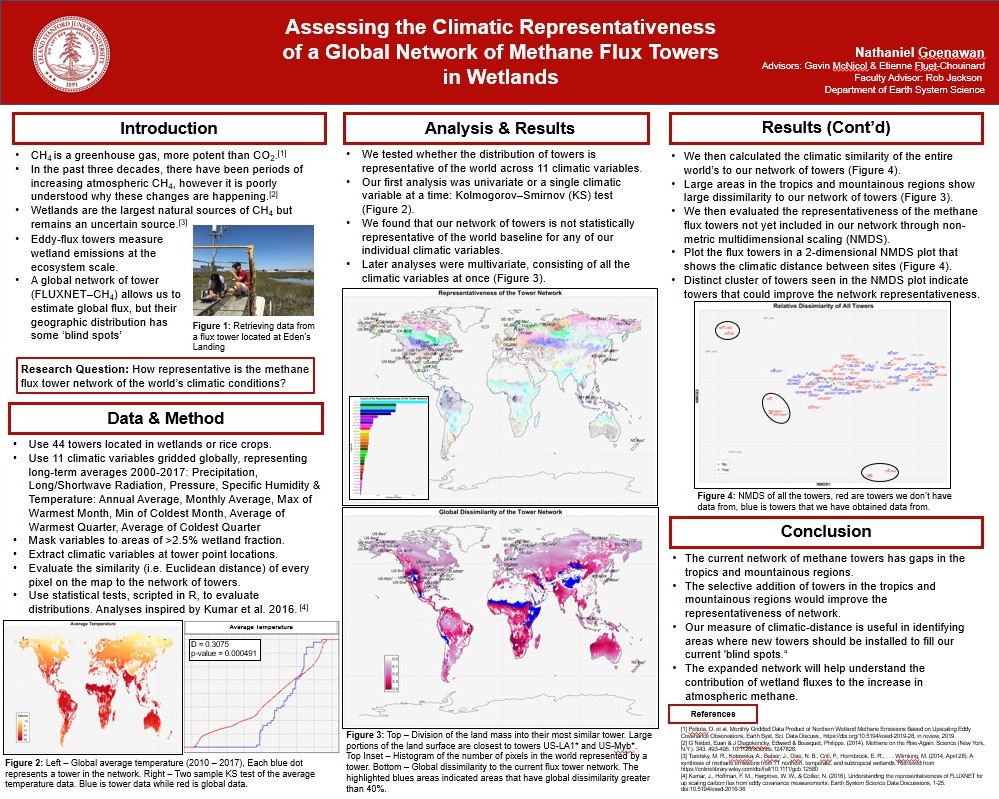 Assessing the Climatic Representativeness
of a Global Network of Methane Flux Towers
in Wetlands
Nathaniel Goenawan
Advisors: Gavin McNicol & Etienne Fluet-Chouinard
Faculty Advisor: Rob Jackson
Department of Earth System Science
Introduction
• CH4 is a greenhouse gas, more potent than CO2.[1]
• In the past three decades, there have been periods of
increasing atmospheric CH4, however it is poorly
understood why these changes are happening.[2]
• Wetlands are the largest natural sources of CH4 but
remains an uncertain source.[3]
• Eddy-flux towers measure
wetland emissions at the
ecosystem scale.
• A global network of tower
(FLUXNET–CH4) allows us to
estimate global flux, but their
geographic distribution has
some ‘blind spots’
Figure 1: Retrieving data from
a flux tower located at Eden's
Landing
Research Question: How representative is the methane
flux tower network of the world's climatic conditions?
Data & Method
• Use 44 towers located in wetlands or rice crops.
• Use 11 climatic variables gridded globally, representing
long-term averages 2000-2017: Precipitation,
Long/Shortwave Radiation, Pressure, Specific Humidity &
Temperature: Annual Average, Monthly Average, Max of
Warmest Month, Min of Coldest Month, Average of
Warmest Quarter, Average of Coldest Quarter
• Mask variables to areas of >2.5% wetland fraction.
• Extract climatic variables at tower point locations.
• Evaluate the similarity (i.e. Euclidean distance) of every
pixel on the map to the network of towers.
• Use statistical tests, scripted in R, to evaluate
distributions. Analyses inspired by Kumar et al. 2016. [4]
Average Temperature
Average Temperature
D = 0.3075
p-value = 0.000491
Figure 2: Left – Global average temperature (2010 – 2017), Each blue dot
represents a tower in the network. Right – Two sample KS test of the average
temperature data. Blue is tower data while red is global data.
Analysis & Results
• We tested whether the distribution of towers is
representative of the world across 11 climatic variables.
• Our first analysis was univariate or a single climatic
variable at a time: Kolmogorov–Smirnov (KS) test
(Figure 2).
• We found that our network of towers is not statistically
representative of the world baseline for any of our
individual climatic variables.
• Later analyses were multivariate, consisting of all the
climatic variables at once (Figure 3).
Representativeness of the Tower Network
Global Dissimilarity of the Tower Network
Figure 3: Top – Division of the land mass into their most similar tower. Large
portions of the land surface are closest to towers US-LA1* and US-Myb*.
Top Inset – Histogram of the number of pixels in the world represented by a
tower. Bottom – Global dissimilarity to the current flux tower network. The
highlighted blues areas indicated areas that have global dissimilarity greater
than 40%.
Results (Cont’d)
• We then calculated the climatic similarity of the entire
world’s to our network of towers (Figure 4).
• Large areas in the tropics and mountainous regions show
large dissimilarity to our network of towers (Figure 3).
• We then evaluated the representativeness of the methane
flux towers not yet included in our network through non-
metric multidimensional scaling (NMDS).
• Plot the flux towers in a 2-dimensional NMDS plot that
shows the climatic distance between sites (Figure 4).
• Distinct cluster of towers seen in the NMDS plot indicate
towers that could improve the network representativeness.
Relative Dissimilarity of All Towers
NMDS1
Figure 4: NMDS of all the towers, red are towers we don’t have
data from, blue is towers that we have obtained data from.
Conclusion
• The current network of methane towers has gaps in the
tropics and mountainous regions.
• The selective addition of towers in the tropics and
mountainous regions would improve the
representativeness of network.
• Our measure of climatic-distance is useful in identifying
areas where new towers should be installed to fill our
current 'blind spots.“
• The expanded network will help understand the
contribution of wetland fluxes to the increase in
atmospheric methane.
References
[1] Peltola, O. et al. Monthly Gridded Data Product of Northern Wetland Methane Emissions Based on Upscaling Eddy
Covariance Observations, Earth Syst. Sci. Data Discuss., https://doi.org/10.5194/essd-2019-28, in review, 2019.
[2] G Nisbet, Euan & J Dlugokencky, Edward & Bousquet, Philippe. (2014). Methane on the Rise-Again. Science (New York,
N.Y.). 343. 493-495. 10.1126/science.1247828.
synthesis of methane emissions from 71 northern, temperate, and subtropical wetlands. Retrieved from
[4] Kumar, J., Hoffman, F. M., Hargrove, W. W., & Collier, N. (2016). Understanding the representativeness of FLUXNET for
up scaling carbon flux from eddy covariance measurements. Earth System Science Data Discussions, 1-25.
doi:10.5194/essd-2016-36